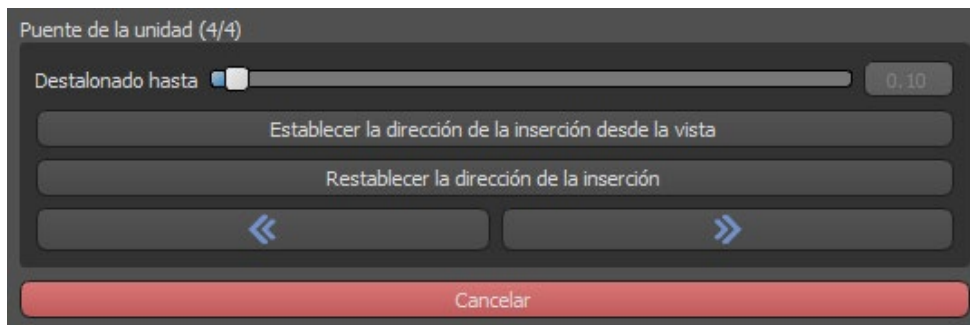 Puente de la unidad (4/4)
Destalonado hasta 0.10
Establecer la dirección de la inserción desde la vista
Restablecer la dirección de la inserción
Cancelar